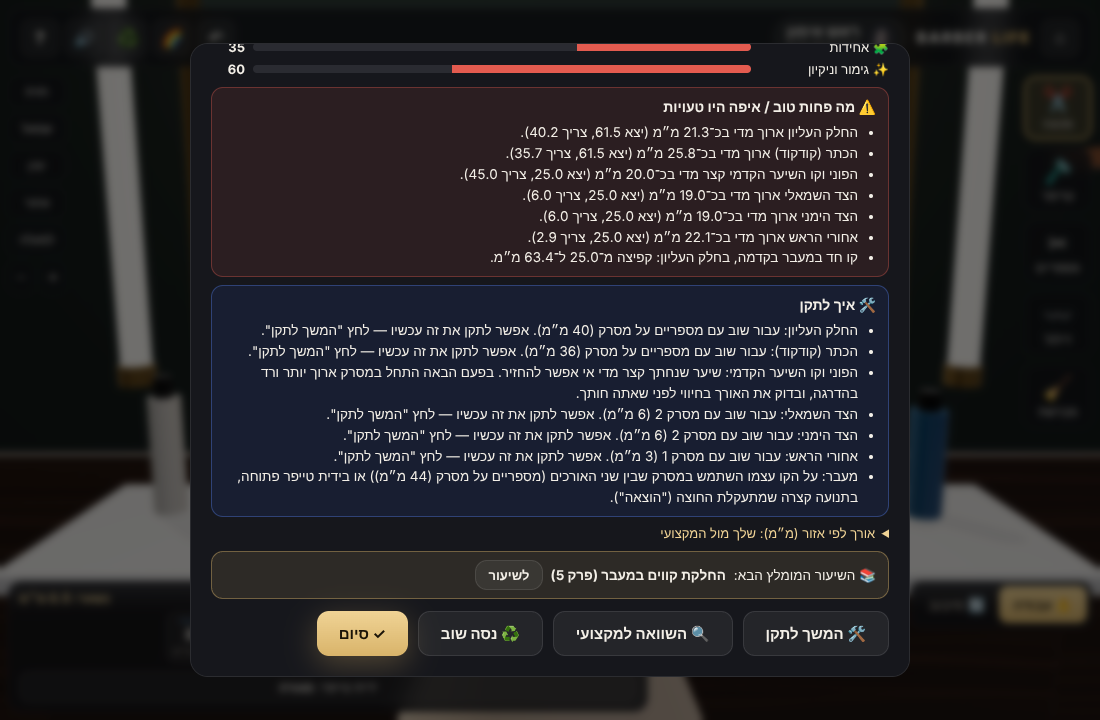 🧩 אחידות 35
✨ גימור וניקיון 60
⚠️ מה פחות טוב / איפה היו טעויות
• החלק העליון ארוך מדי בכ־21.3 מ״מ (יצא 61.5, צריך 40.2).
• הכתר (קודקוד) ארוך מדי בכ־25.8 מ״מ (יצא 61.5, צריך 35.7).
• הפוני וקו השיער הקדמי קצר מדי בכ־20.0 מ״מ (יצא 25.0, צריך 45.0).
• הצד השמאלי ארוך מדי בכ־19.0 מ״מ (יצא 25.0, צריך 6.0).
• הצד הימני ארוך מדי בכ־19.0 מ״מ (יצא 25.0, צריך 6.0).
• אחורי הראש ארוך מדי בכ־22.1 מ״מ (יצא 25.0, צריך 2.9).
• קו חד במעבר בקדמה, בחלק העליון: קפיצה מ־25.0 ל־63.4 מ״מ.
🛠️ איך לתקן
• החלק העליון: עבור שוב עם מספריים על מסרק (40 מ״מ). אפשר לתקן את זה עכשיו — לחץ "המשך לתקן".
• הכתר (קודקוד): עבור שוב עם מספריים על מסרק (36 מ״מ). אפשר לתקן את זה עכשיו — לחץ "המשך לתקן".
• הפוני וקו השיער הקדמי: שיער שנחתך קצר מדי אי אפשר להחזיר. בפעם הבאה התחל במסרק ארוך יותר ורד
בהדרגה, ובדוק את האורך בחיווי לפני שאתה חותך.
• הצד השמאלי: עבור שוב עם מסרק 2 (6 מ״מ). אפשר לתקן את זה עכשיו — לחץ "המשך לתקן".
• הצד הימני: עבור שוב עם מסרק 2 (6 מ״מ). אפשר לתקן את זה עכשיו — לחץ "המשך לתקן".
• אחורי הראש: עבור שוב עם מסרק 1 (3 מ״מ). אפשר לתקן את זה עכשיו — לחץ "המשך לתקן".
• מעבר: על הקו עצמו השתמש במסרק שבין שני האורכים (מספריים על מסרק (44 מ״מ)) או בידית טייפר פתוחה,
בתנועה קצרה שמתעקלת החוצה ("הוצאה").
◀ אורך לפי אזור (מ״מ): שלך מול המקצועי
📚 השיעור המומלץ הבא: החלקת קווים במעבר (פרק 5) לשיעור
🛠️ המשך לתקן 🔍 השוואה למקצועי ♻️ נסה שוב ✓ סיום